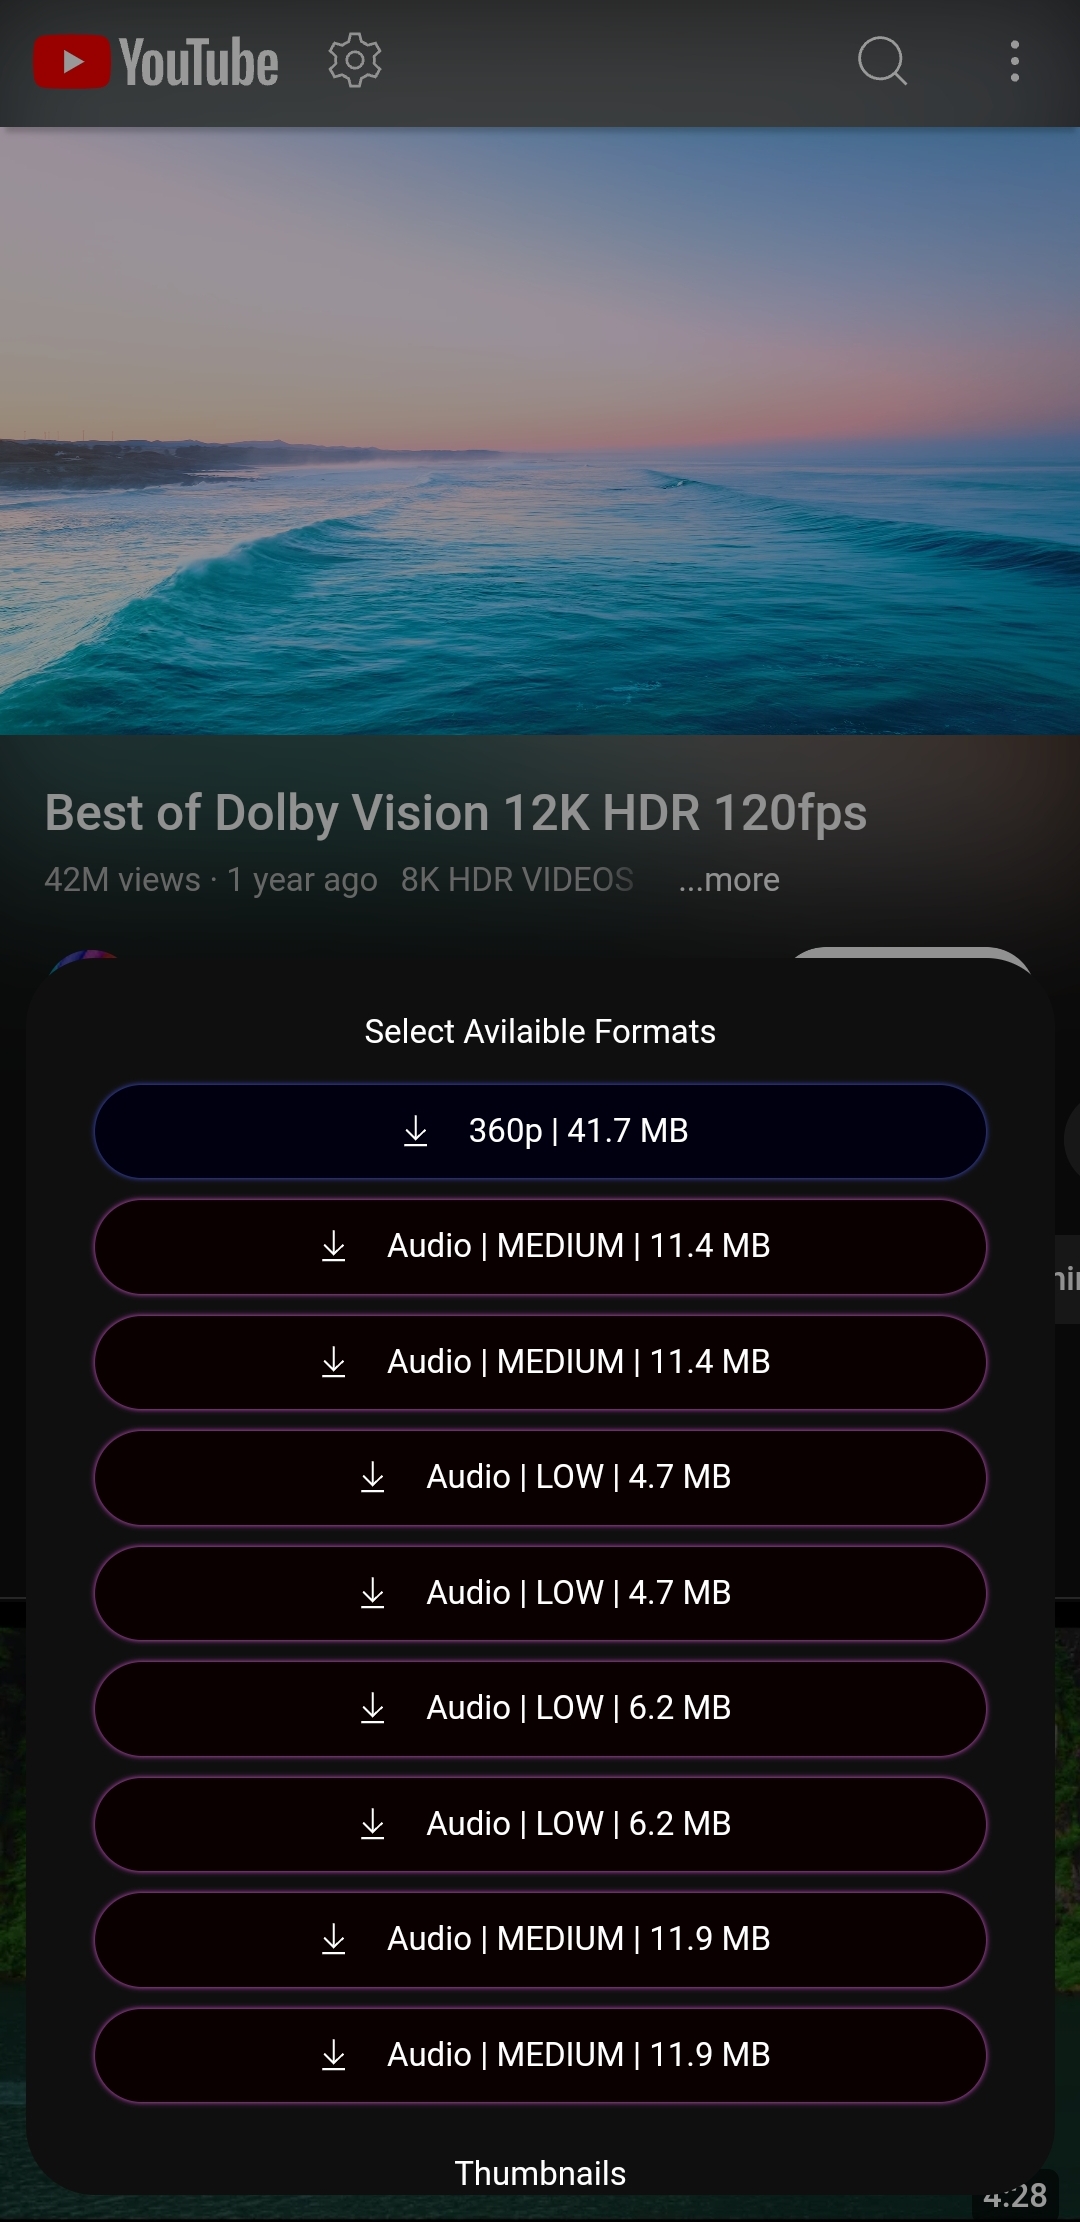 YouTube
Best of Dolby Vision 12K HDR 120fps
42M views · 1 year ago 8K HDR VIDEOS ...more
Select Avilaible Formats
360p | 41.7 MB
Audio | MEDIUM | 11.4 MB
Audio | MEDIUM | 11.4 MB
Audio | LOW | 4.7 MB
Audio | LOW | 4.7 MB
Audio | LOW | 6.2 MB
Audio | LOW | 6.2 MB
Audio | MEDIUM | 11.9 MB
Audio | MEDIUM | 11.9 MB
Thumbnails
4:28